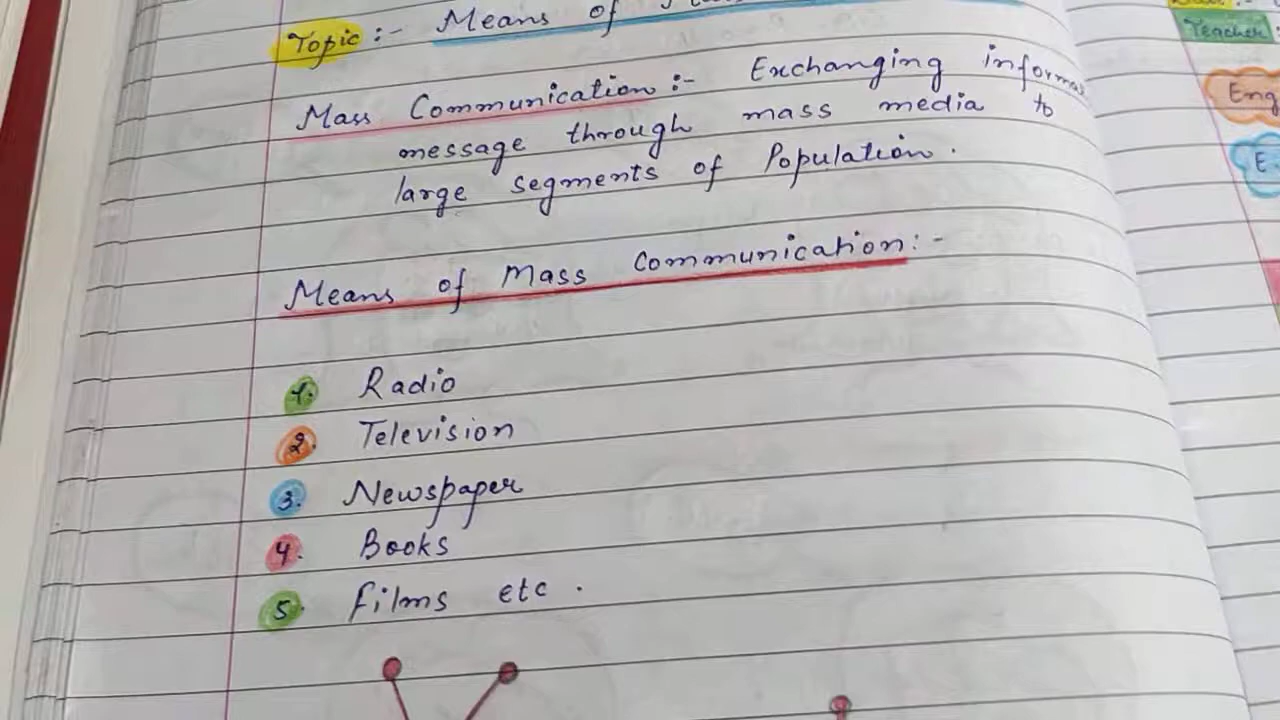 Topic :- Means of
Mass Communication :- Exchanging
message through mass media to
large segments of Population.
Means of Mass Communication :-
1. Radio
2. Television
3. Newspaper
4. Books
5. films etc.
Teacher :
Eng
E